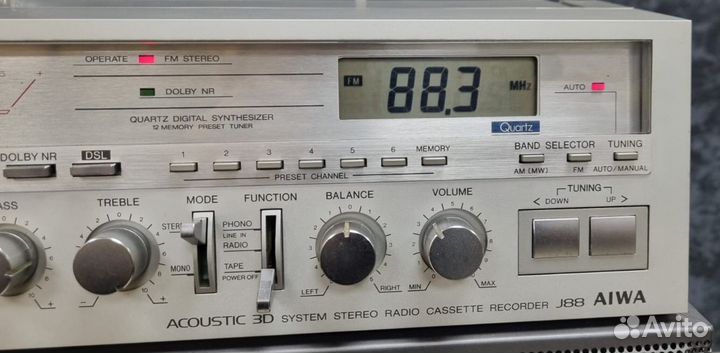 OPERATE FM STEREO
FM 88.3 MHz
AUTO
DOLBY NR
QUARTZ DIGITAL SYNTHESIZER
12 MEMORY PRESET TUNER
Quartz
DOLBY NR DSL
1 2 3 4 5 6 MEMORY
PRESET CHANNEL
BAND SELECTOR TUNING
AM (MW) FM AUTO/MANUAL
TREBLE MODE FUNCTION BALANCE VOLUME
TUNING
< DOWN UP >
MONO
PHONO
LINE IN
RADIO
TAPE
POWER OFF
LEFT RIGHT
MIN MAX
ACOUSTIC 3D SYSTEM STEREO RADIO CASSETTE RECORDER J88 AIWA
Avito